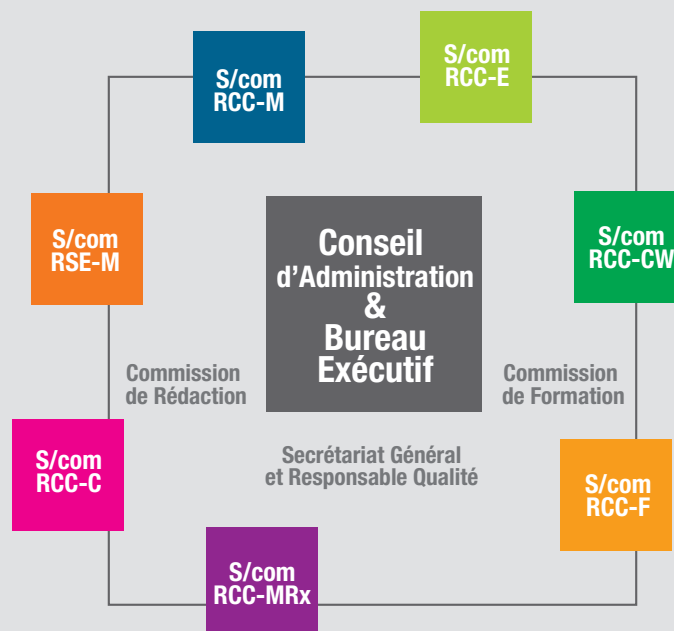 S/com
RCC-M
S/com
RCC-E
S/com
RSE-M
Conseil
d'Administration
&
Bureau
Exécutif
S/com
RCC-CW
Commission
de Rédaction
Commission
de Formation
S/com
RCC-C
Secrétariat Général
et Responsable Qualité
S/com
RCC-F
S/com
RCC-MRx